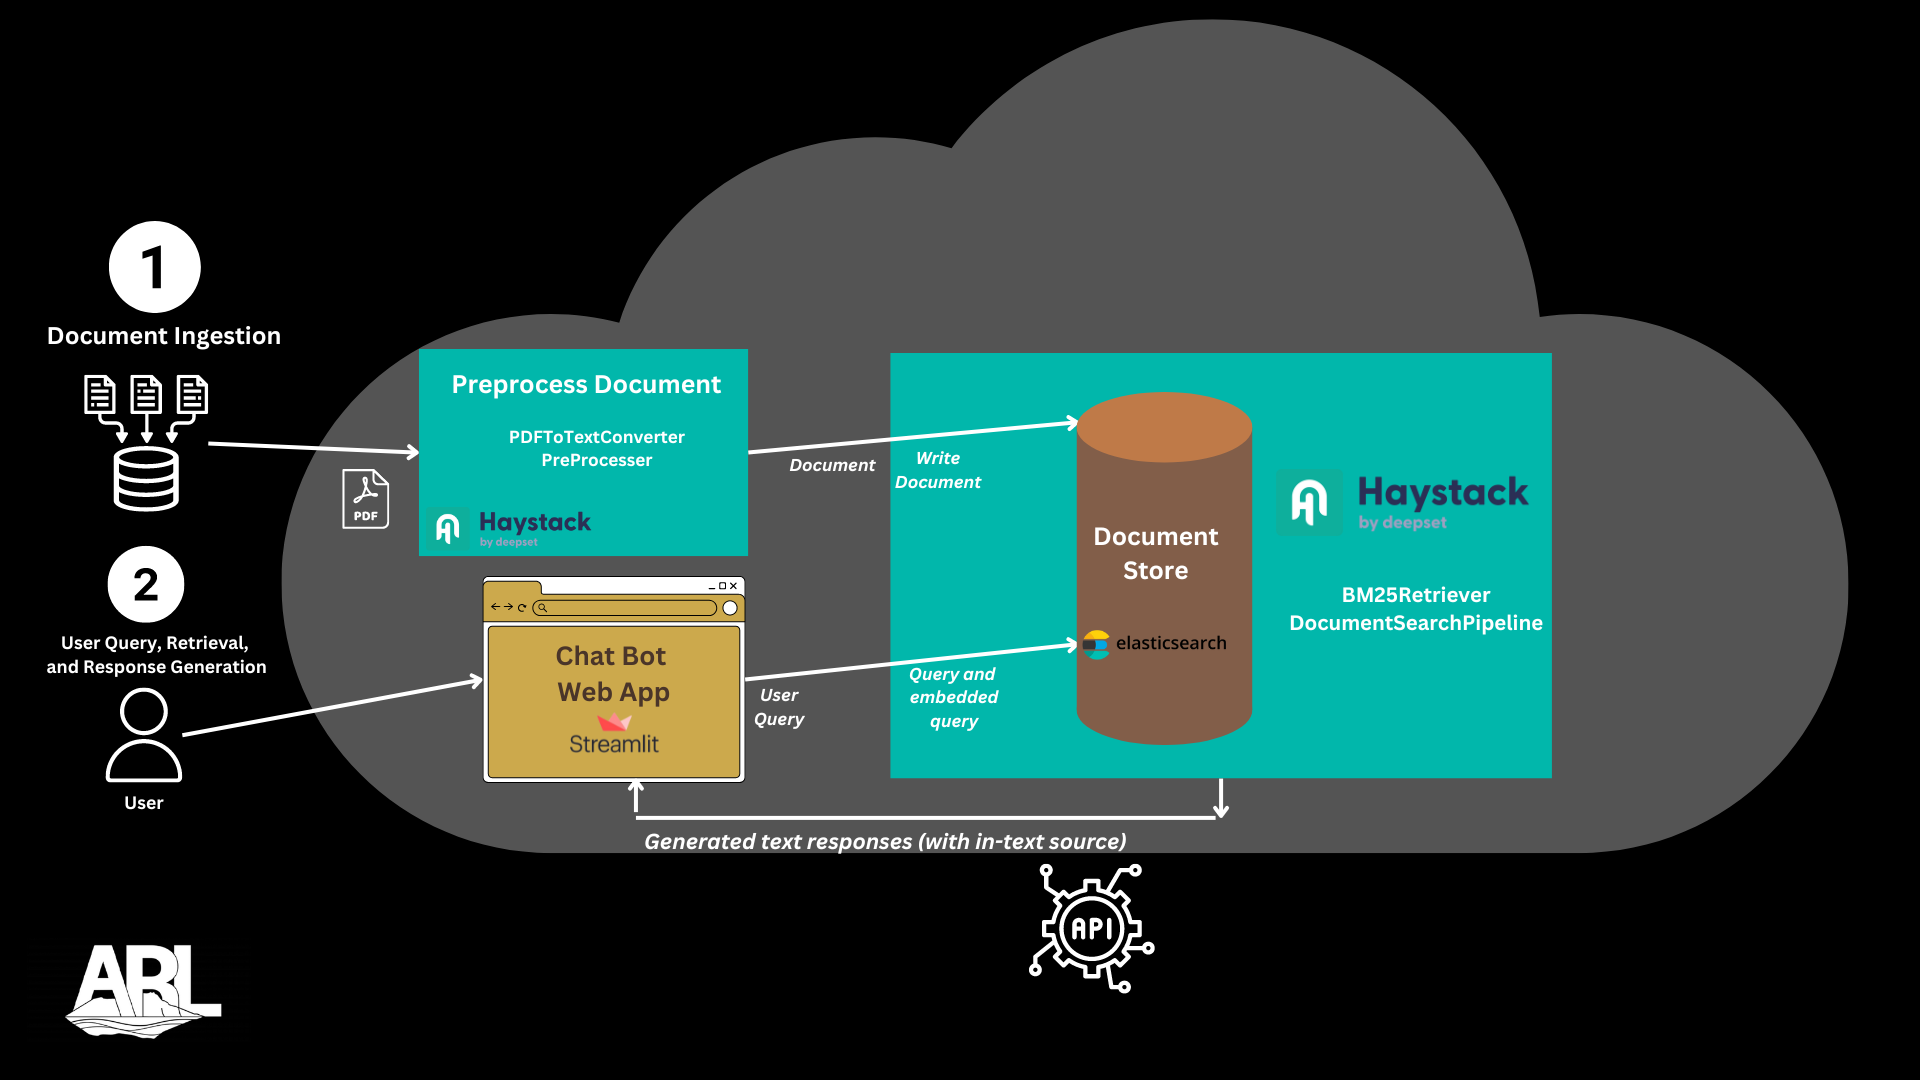 1
Document Ingestion
PDF
Preprocess Document
PDFToTextConverter
PreProcesser
Haystack
by deepset
Document
Write
Document
Document
Store
elasticsearch
Haystack
by deepset
BM25Retriever
DocumentSearchPipeline
2
User Query, Retrieval,
and Response Generation
User
Chat Bot
Web App
Streamlit
User
Query
Query and
embedded
query
Generated text responses (with in-text source)
API
ARL